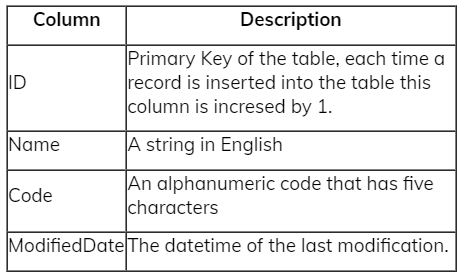 Column Description
ID
Primary Key of the table, each time a
record is inserted into the table this
column is incresed by 1.
Name
A string in English
Code
An alphanumeric code that has five
characters
ModifiedDate
The datetime of the last modification.